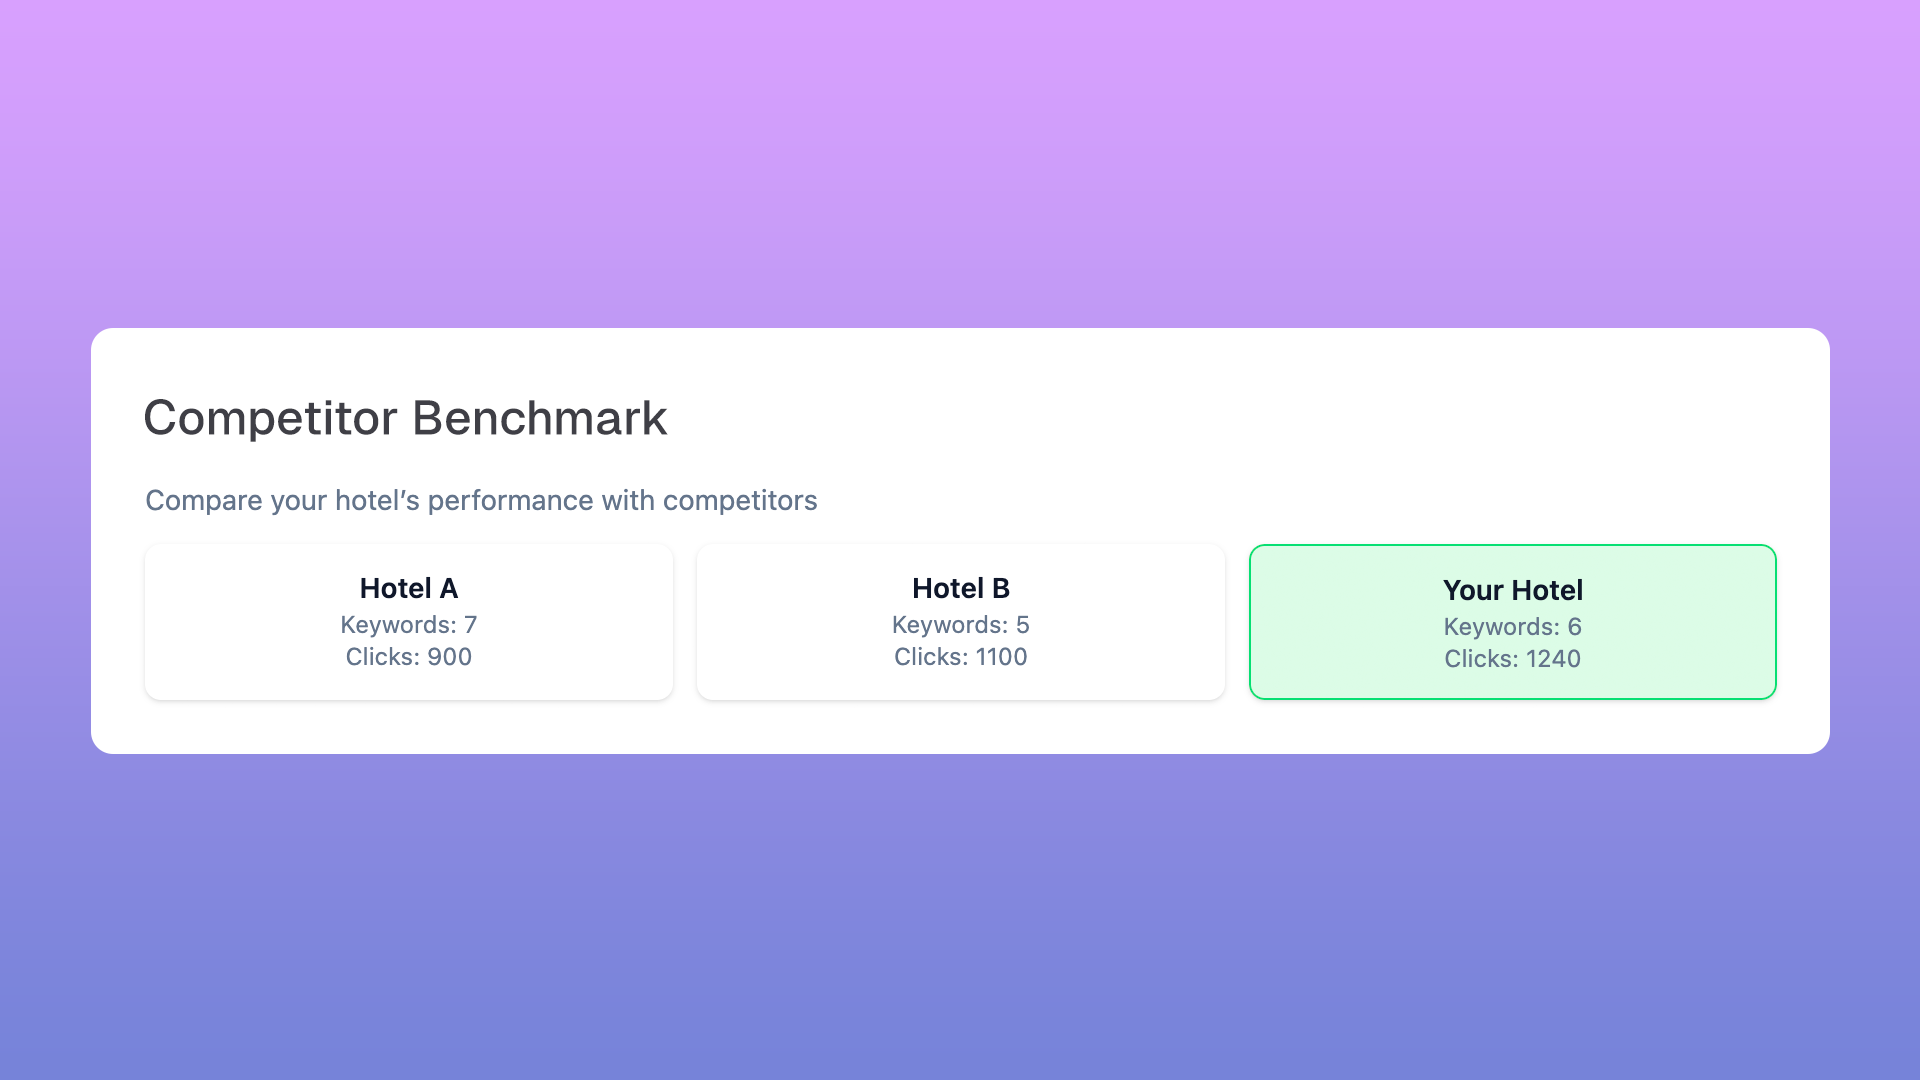 Competitor Benchmark
Compare your hotel’s performance with competitors
Hotel A
Keywords: 7
Clicks: 900
Hotel B
Keywords: 5
Clicks: 1100
Your Hotel
Keywords: 6
Clicks: 1240